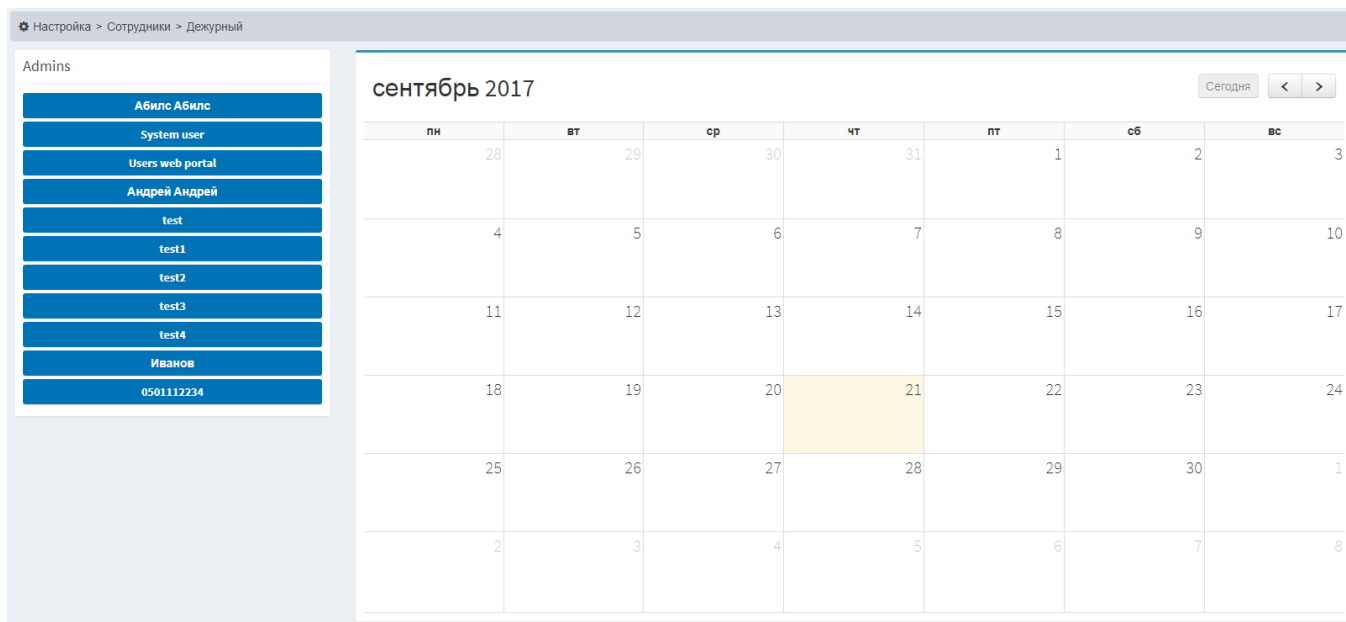 Настройка > Сотрудники > Дежурный
Admins
Абилс Абилс
System user
Users web portal
Андрей Андрей
test
test1
test2
test3
test4
Иванов
0501112234
сентябрь 2017
Сегодня
пн вт ср чт пт сб вс
28 29 30 31 1 2 3
4 5 6 7 8 9 10
11 12 13 14 15 16 17
18 19 20 21 22 23 24
25 26 27 28 29 30 1
2 3 4 5 6 7 8